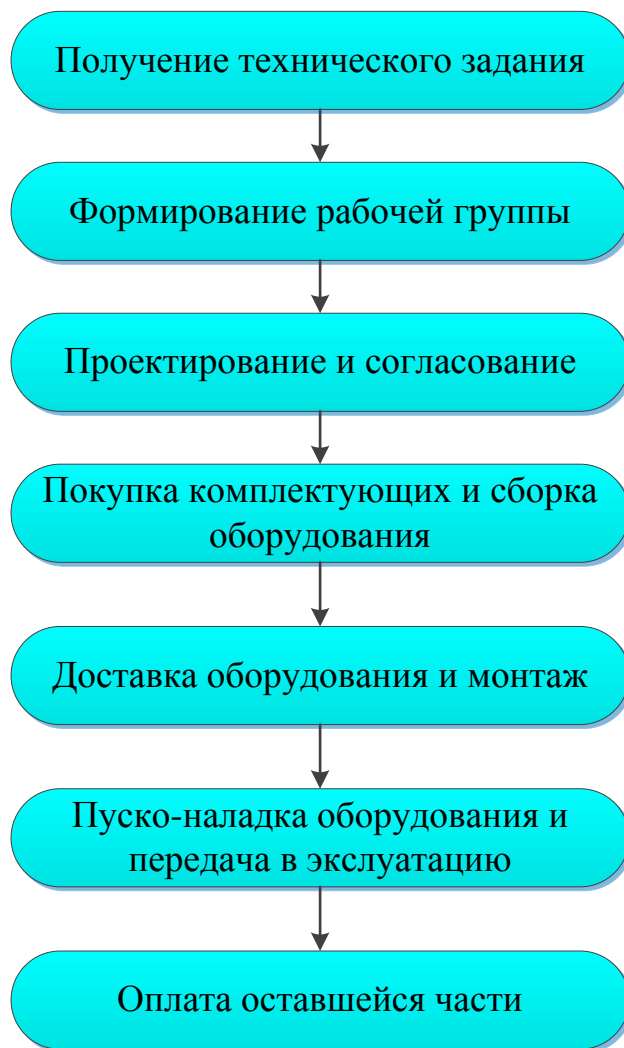 Получение технического задания
Формирование рабочей группы
Проектирование и согласование
Покупка комплектующих и сборка
оборудования
Доставка оборудования и монтаж
Пуско-наладка оборудования и
передача в экслуатацию
Оплата оставшейся части